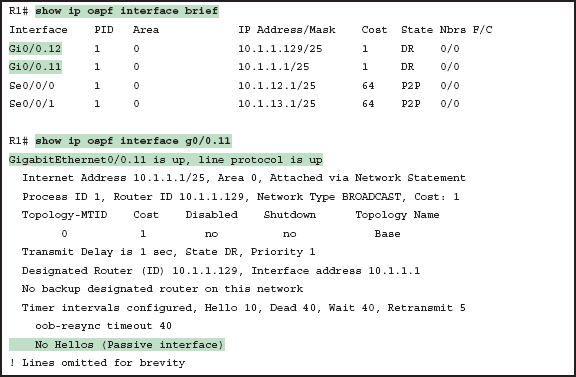 R1# show ip ospf interface brief
Interface    PID   Area            IP Address/Mask    Cost  State Nbrs F/C
Gi0/0.12     1     0               10.1.1.129/25      1     DR    0/0
Gi0/0.11     1     0               10.1.1.1/25        1     DR    0/0
Se0/0/0      1     0               10.1.12.1/25       64    P2P   0/0
Se0/0/1      1     0               10.1.13.1/25       64    P2P   0/0
R1# show ip ospf interface g0/0.11
GigabitEthernet0/0.11 is up, line protocol is up
  Internet Address 10.1.1.1/25, Area 0, Attached via Network Statement
  Process ID 1, Router ID 10.1.1.129, Network Type BROADCAST, Cost: 1
  Topology-MTID    Cost    Disabled    Shutdown      Topology Name
        0           1         no          no            Base
  Transmit Delay is 1 sec, State DR, Priority 1
  Designated Router (ID) 10.1.1.129, Interface address 10.1.1.1
  No backup designated router on this network
  Timer intervals configured, Hello 10, Dead 40, Wait 40, Retransmit 5
    oob-resync timeout 40
    No Hellos (Passive interface)
! Lines omitted for brevity